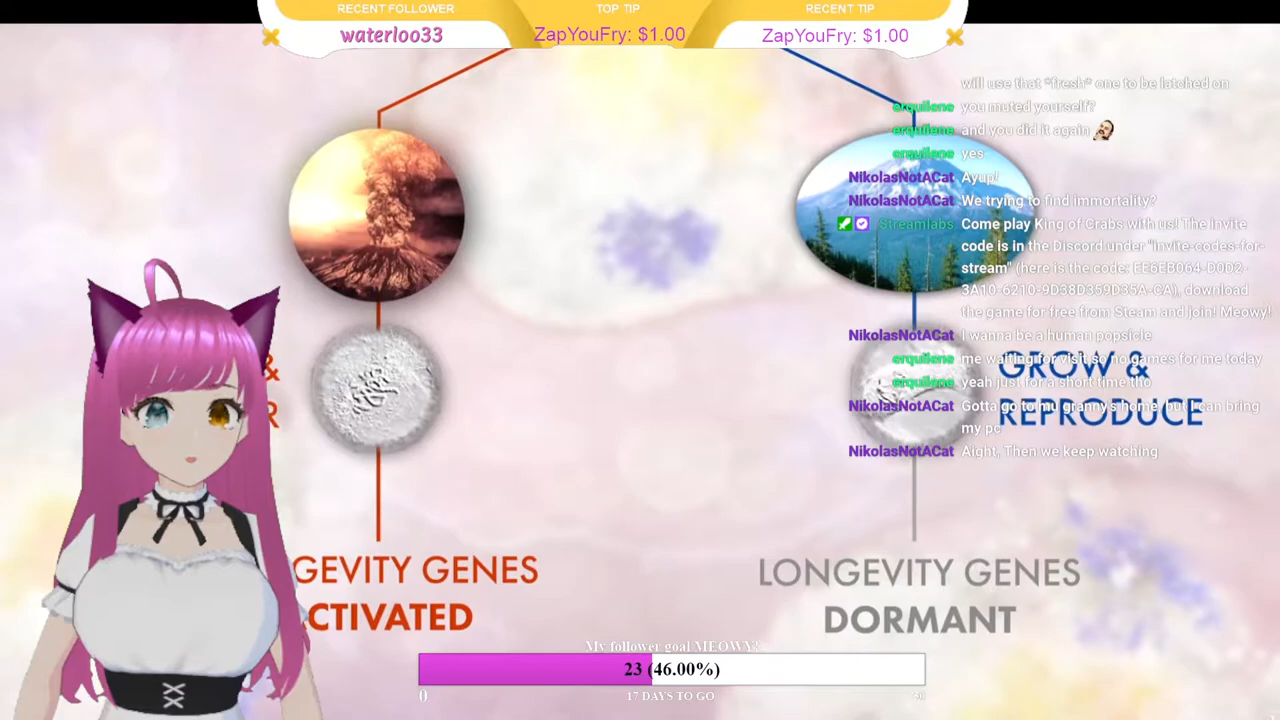 RECENT FOLLOWER
TOP TIP
RECENT TIP
waterloo33
ZapYouFry: $1.00
ZapYouFry: $1.00
will use that *fresh* one to be latched on
erquilene you muted yourself?
erquilene and you did it again
erquilene yes
NikolasNotACat Ayup!
NikolasNotACat We trying to find immortality?
Streamlabs Come play King of Crabs with us! The invite
code is in the Discord under "invite-codes-for-
stream" (here is the code: EE6EB064-D0D2-
3A10-6210-9D38D359D35A-CA), download
the game for free from Steam and join! Meowy!
NikolasNotACat I wanna be a human popsicle
erquilene me waiting for visit so no games for me today
erquilene yeah just for a short time tho
NikolasNotACat Gotta go to mu granny's home, but I can bring
my pc
NikolasNotACat Aight, Then we keep watching
&
R
GROW &
REPRODUCE
GEVITY GENES
CTIVATED
LONGEVITY GENES
DORMANT
My follower goal MEOWY!
23 (46.00%)
0
17 DAYS TO GO